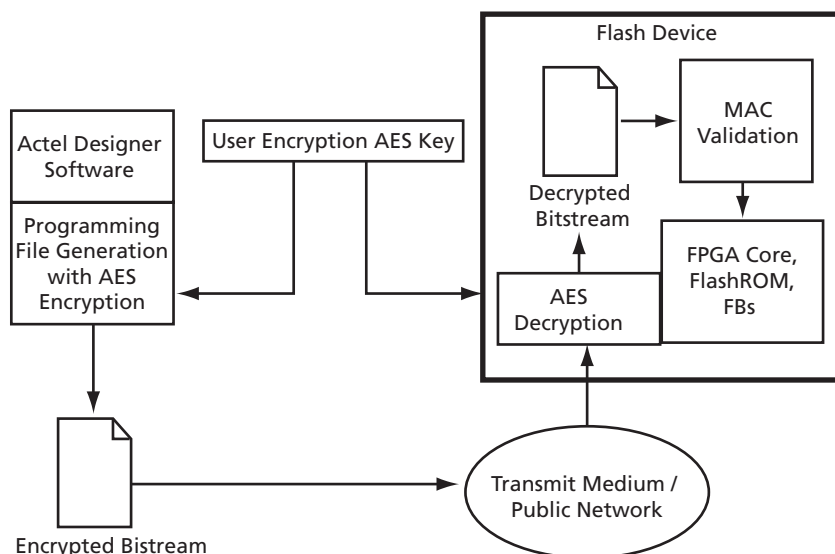 Flash Device
Actel Designer
Software
Programming
File Generation
with AES
Encryption
User Encryption AES Key
Decrypted
Bitstream
MAC
Validation
FPGA Core,
FlashROM,
FBs
AES
Decryption
Encrypted Bistream
Transmit Medium /
Public Network